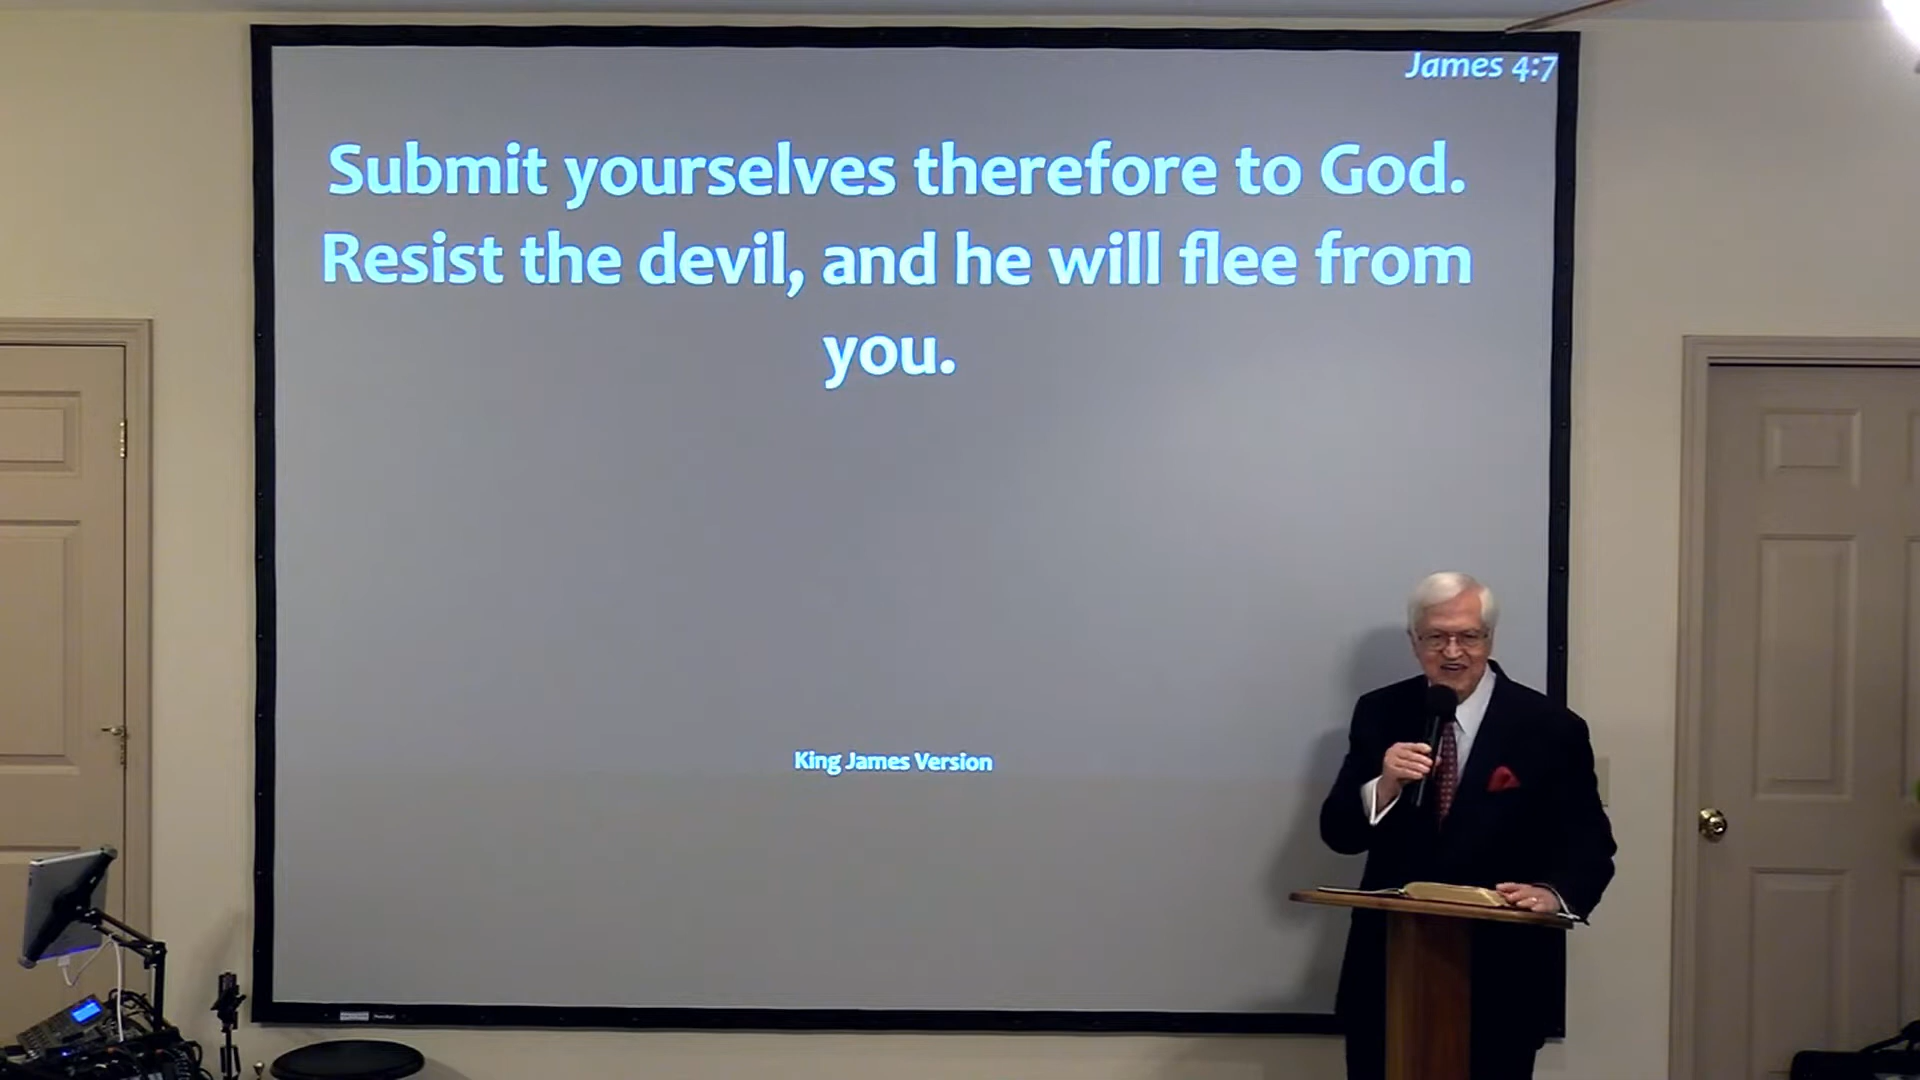 James 4:7
Submit yourselves therefore to God.
Resist the devil, and he will flee from
you.
King James Version